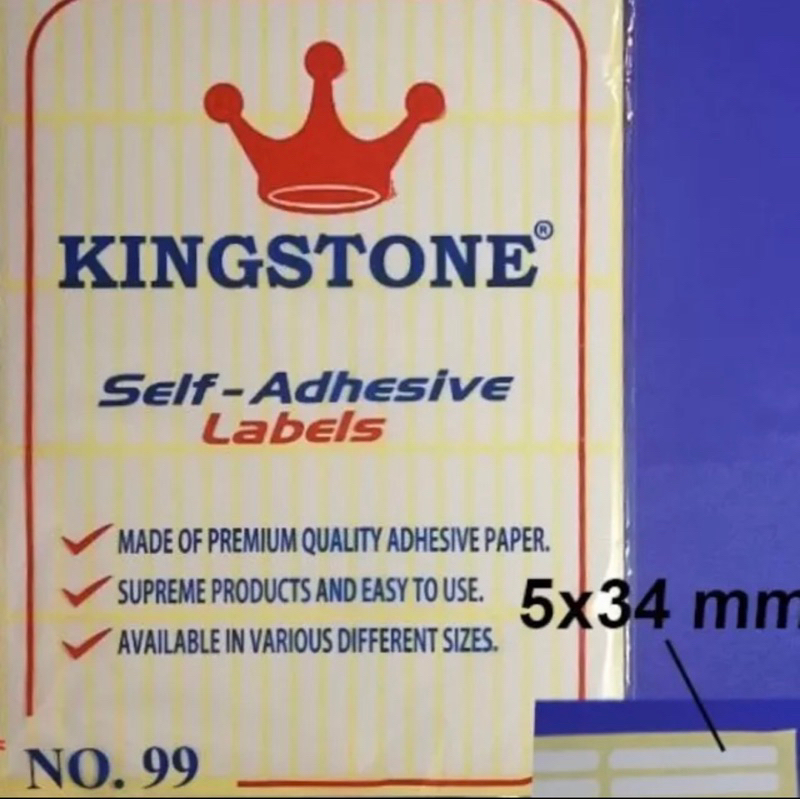 KINGSTONE®
Self-Adhesive
Labels
MADE OF PREMIUM QUALITY ADHESIVE PAPER.
SUPREME PRODUCTS AND EASY TO USE.
AVAILABLE IN VARIOUS DIFFERENT SIZES.
5x34 mm
NO. 99